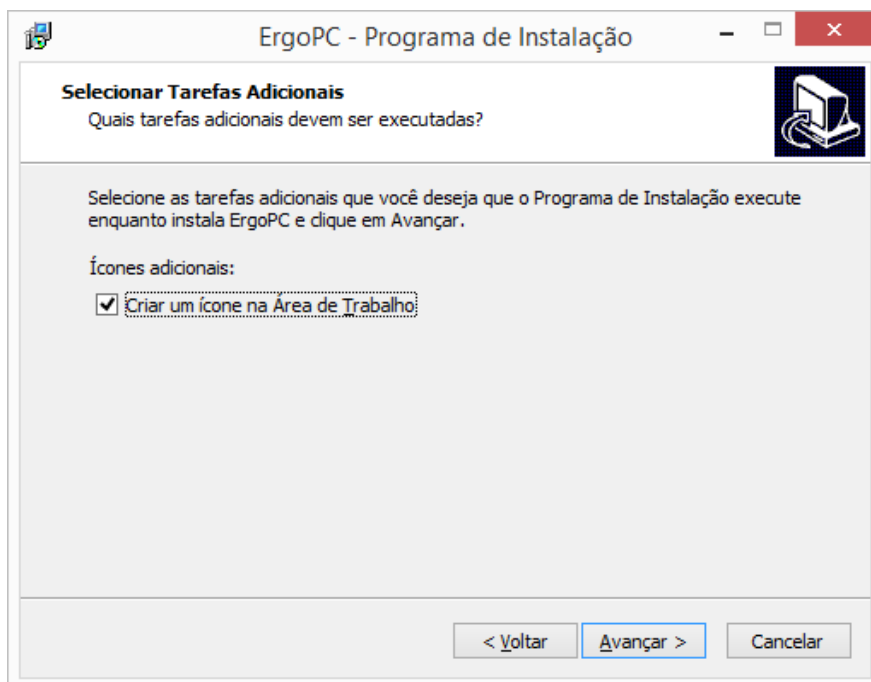 ErgoPC - Programa de Instalação
Selecionar Tarefas Adicionais
Quais tarefas adicionais devem ser executadas?
Selecione as tarefas adicionais que você deseja que o Programa de Instalação execute
enquanto instala ErgoPC e clique em Avançar.
Ícones adicionais:
Criar um ícone na Área de Trabalho
< Voltar
Avançar >
Cancelar